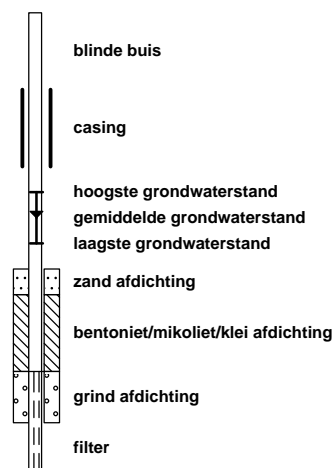 blinde buis
casing
hoogste grondwaterstand
gemiddelde grondwaterstand
laagste grondwaterstand
zand afdichting
bentoniet/mikoliet/klei afdichting
grind afdichting
filter